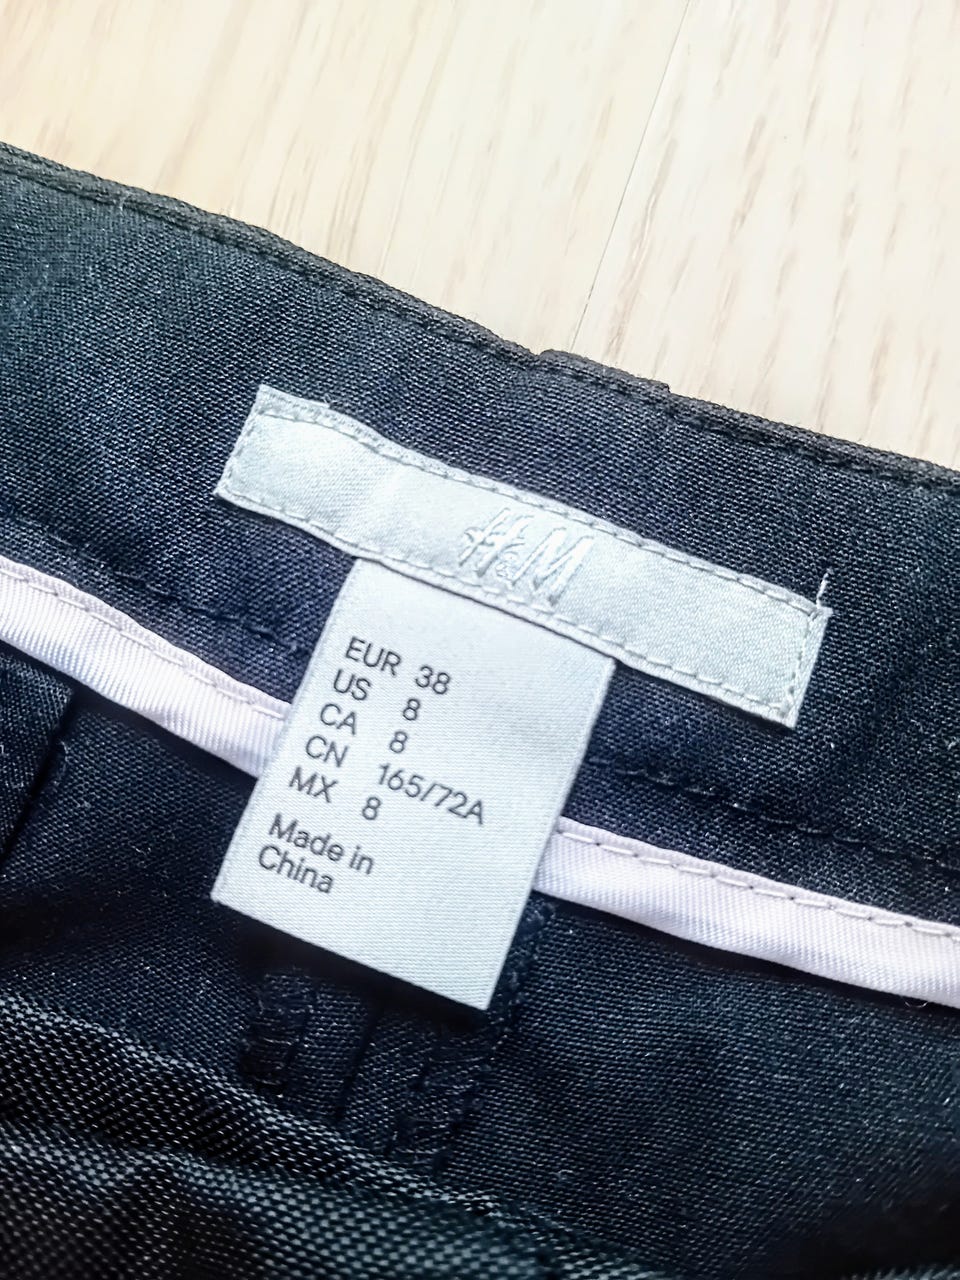 H&M
EUR 38
US 8
CA 8
CN 165/72A
MX 8
Made in
China